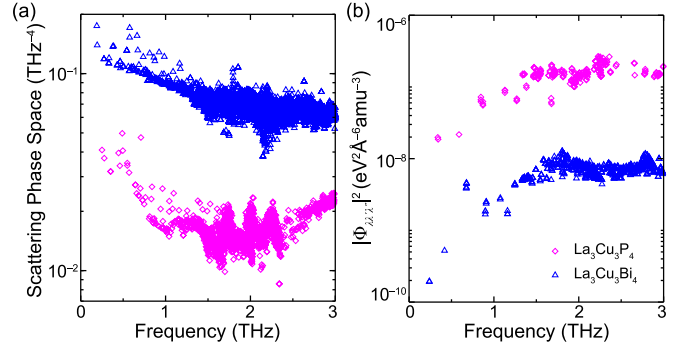 (a)
Scattering Phase Space (THz⁻⁴)
10⁻¹
10⁻²
0
1
2
3
Frequency (THz)
(b)
|Φλλ'λ''|² (eV²Å⁻⁶amu⁻³)
10⁻⁶
10⁻⁸
10⁻¹⁰
La₃Cu₃P₄
La₃Cu₃Bi₄
0
1
2
3
Frequency (THz)